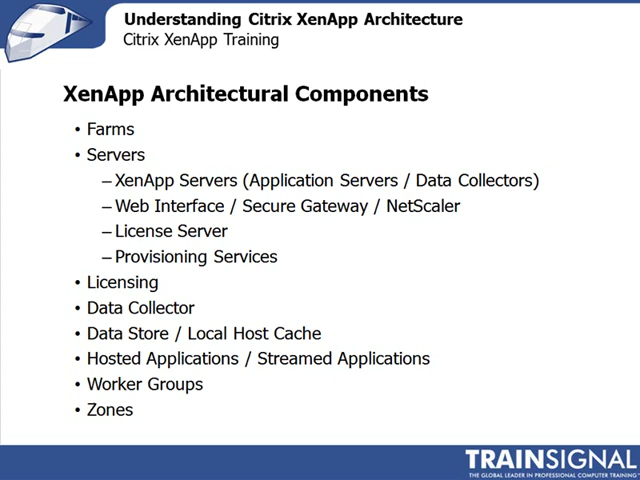 Understanding Citrix XenApp Architecture
Citrix XenApp Training
XenApp Architectural Components
• Farms
• Servers
– XenApp Servers (Application Servers / Data Collectors)
– Web Interface / Secure Gateway / NetScaler
– License Server
– Provisioning Services
• Licensing
• Data Collector
• Data Store / Local Host Cache
• Hosted Applications / Streamed Applications
• Worker Groups
• Zones
TRAINSIGNAL
THE GLOBAL LEADER IN PROFESSIONAL COMPUTER TRAINING